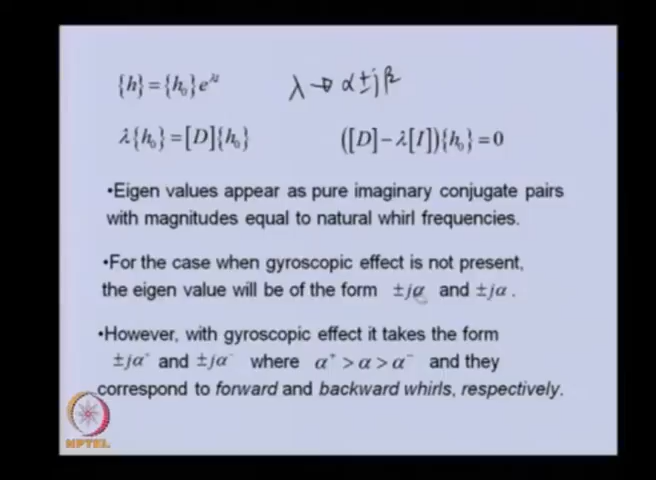 {h} = {h₀}e^{λt} λ → α ± jβ
λ{h₀} = [D]{h₀} ([D] − λ[I]){h₀} = 0
•Eigen values appear as pure imaginary conjugate pairs
with magnitudes equal to natural whirl frequencies.
•For the case when gyroscopic effect is not present,
the eigen value will be of the form ±jα and ±jα .
•However, with gyroscopic effect it takes the form
±jα⁺ and ±jα⁻ where α⁺ > α > α⁻ and they
correspond to forward and backward whirls, respectively.
NPTEL